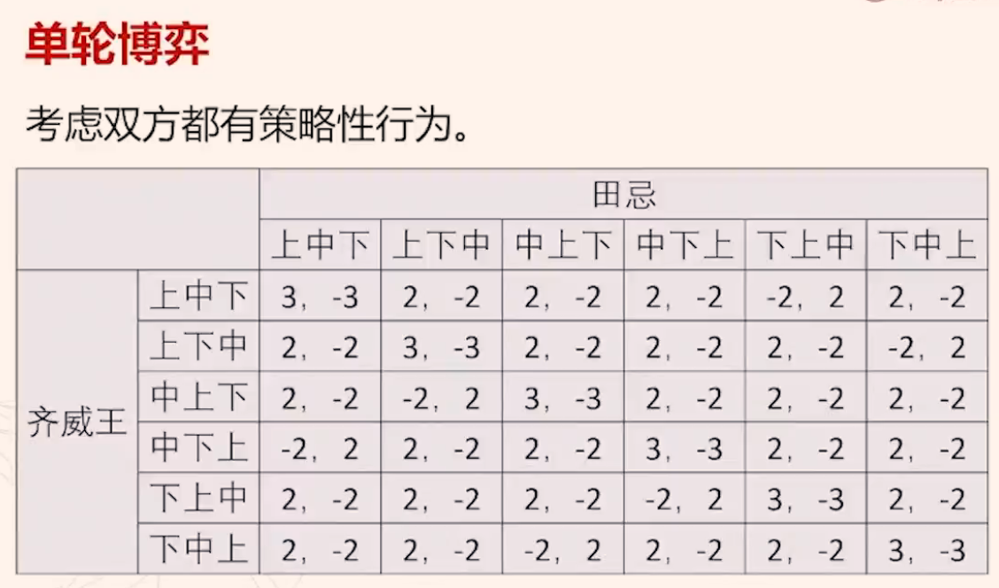 单轮博弈
考虑双方都有策略性行为。
田忌
上中下 上下中 中上下 中下上 下上中 下中上
上中下 3, -3 2, -2 2, -2 2, -2 -2, 2 2, -2
上下中 2, -2 3, -3 2, -2 2, -2 2, -2 -2, 2
中上下 2, -2 -2, 2 3, -3 2, -2 2, -2 2, -2
齐威王
中下上 -2, 2 2, -2 2, -2 3, -3 2, -2 2, -2
下上中 2, -2 2, -2 2, -2 -2, 2 3, -3 2, -2
下中上 2, -2 2, -2 -2, 2 2, -2 2, -2 3, -3